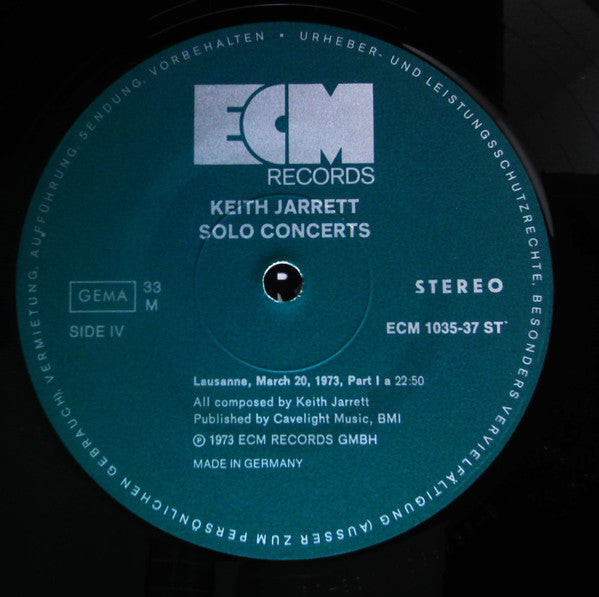 URHEBER- UND LEISTUNGSSCHUTZRECHTE, BESONDERS VERVIELFÄLTIGUNG (AUSSER ZUM PERSÖNLICHEN GEBRAUCH), VERMIETUNG, AUFFÜHRUNG, SENDUNG, VORBEHALTEN •
ECM
RECORDS
KEITH JARRETT
SOLO CONCERTS
GEMA
33
M
STEREO
SIDE IV
ECM 1035-37 ST
Lausanne, March 20, 1973, Part I a 22:50
All composed by Keith Jarrett
Published by Cavelight Music, BMI
Ⓟ 1973 ECM RECORDS GMBH
MADE IN GERMANY